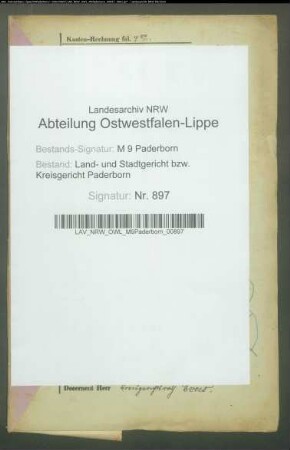 Kosten-Rechnung fol.
Landesarchiv NRW
Abteilung Ostwestfalen-Lippe
Bestands-Signatur: M 9 Paderborn
Bestand: Land- und Stadtgericht bzw.
Kreisgericht Paderborn
Signatur: Nr. 897
LAV_NRW_OWL_M9Paderborn_00897
Decernent Herr